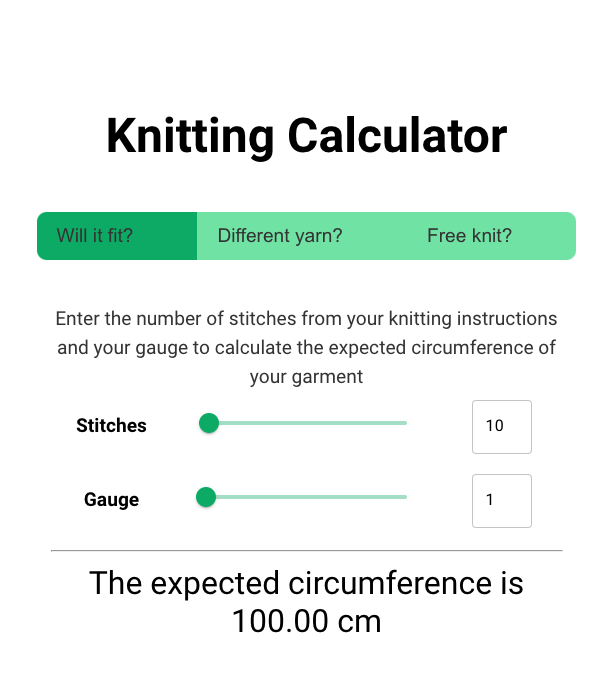 Knitting Calculator
Will it fit? Different yarn? Free knit?
Enter the number of stitches from your knitting instructions
and your gauge to calculate the expected circumference of
your garment
Stitches 10
Gauge 1
The expected circumference is
100.00 cm